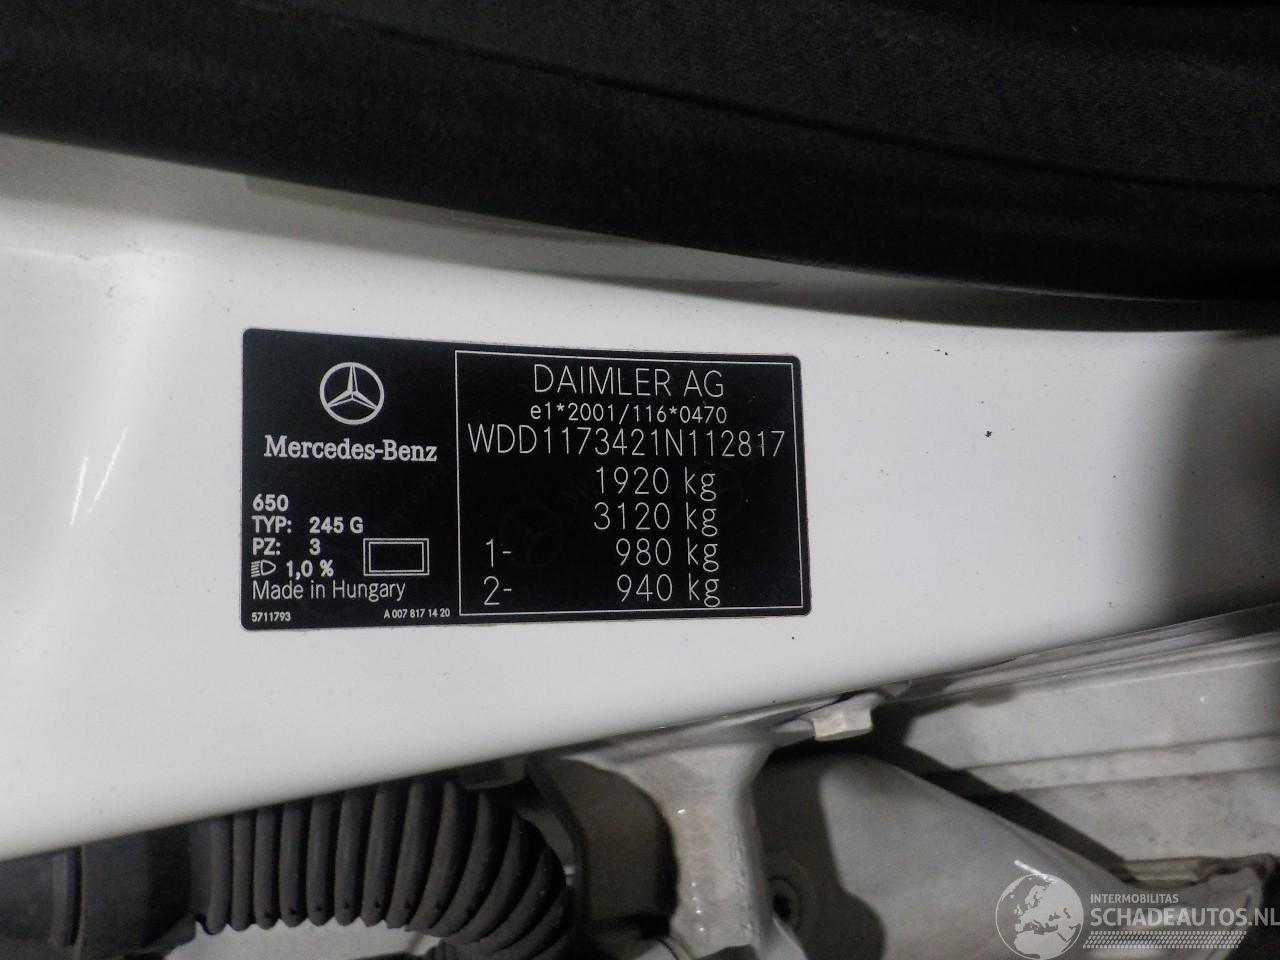 Mercedes-Benz
650
TYP: 245 G
PZ: 3
1,0 %
Made in Hungary
5711793 A 007 817 14 20
DAIMLER AG
e1*2001/116*0470
WDD1173421N112817
1920 kg
3120 kg
1- 980 kg
2- 940 kg
INTERMOBILITAS
SCHADEAUTOS.NL